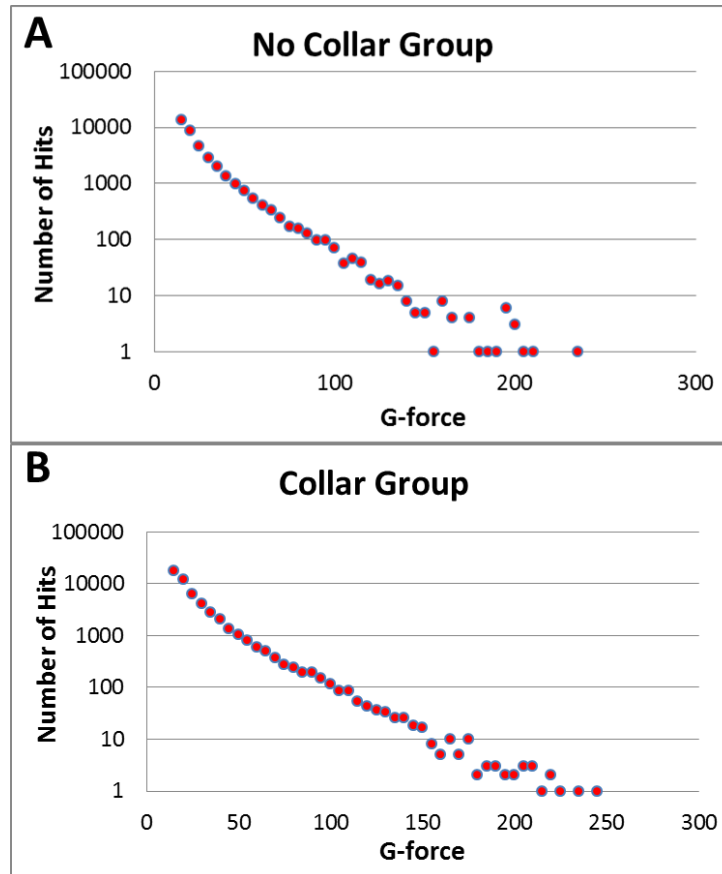 A
No Collar Group
100000
10000
1000
100
10
1
Number of Hits
0 100 200 300
G-force
B
Collar Group
100000
10000
1000
100
10
1
Number of Hits
0 50 100 150 200 250 300
G-force